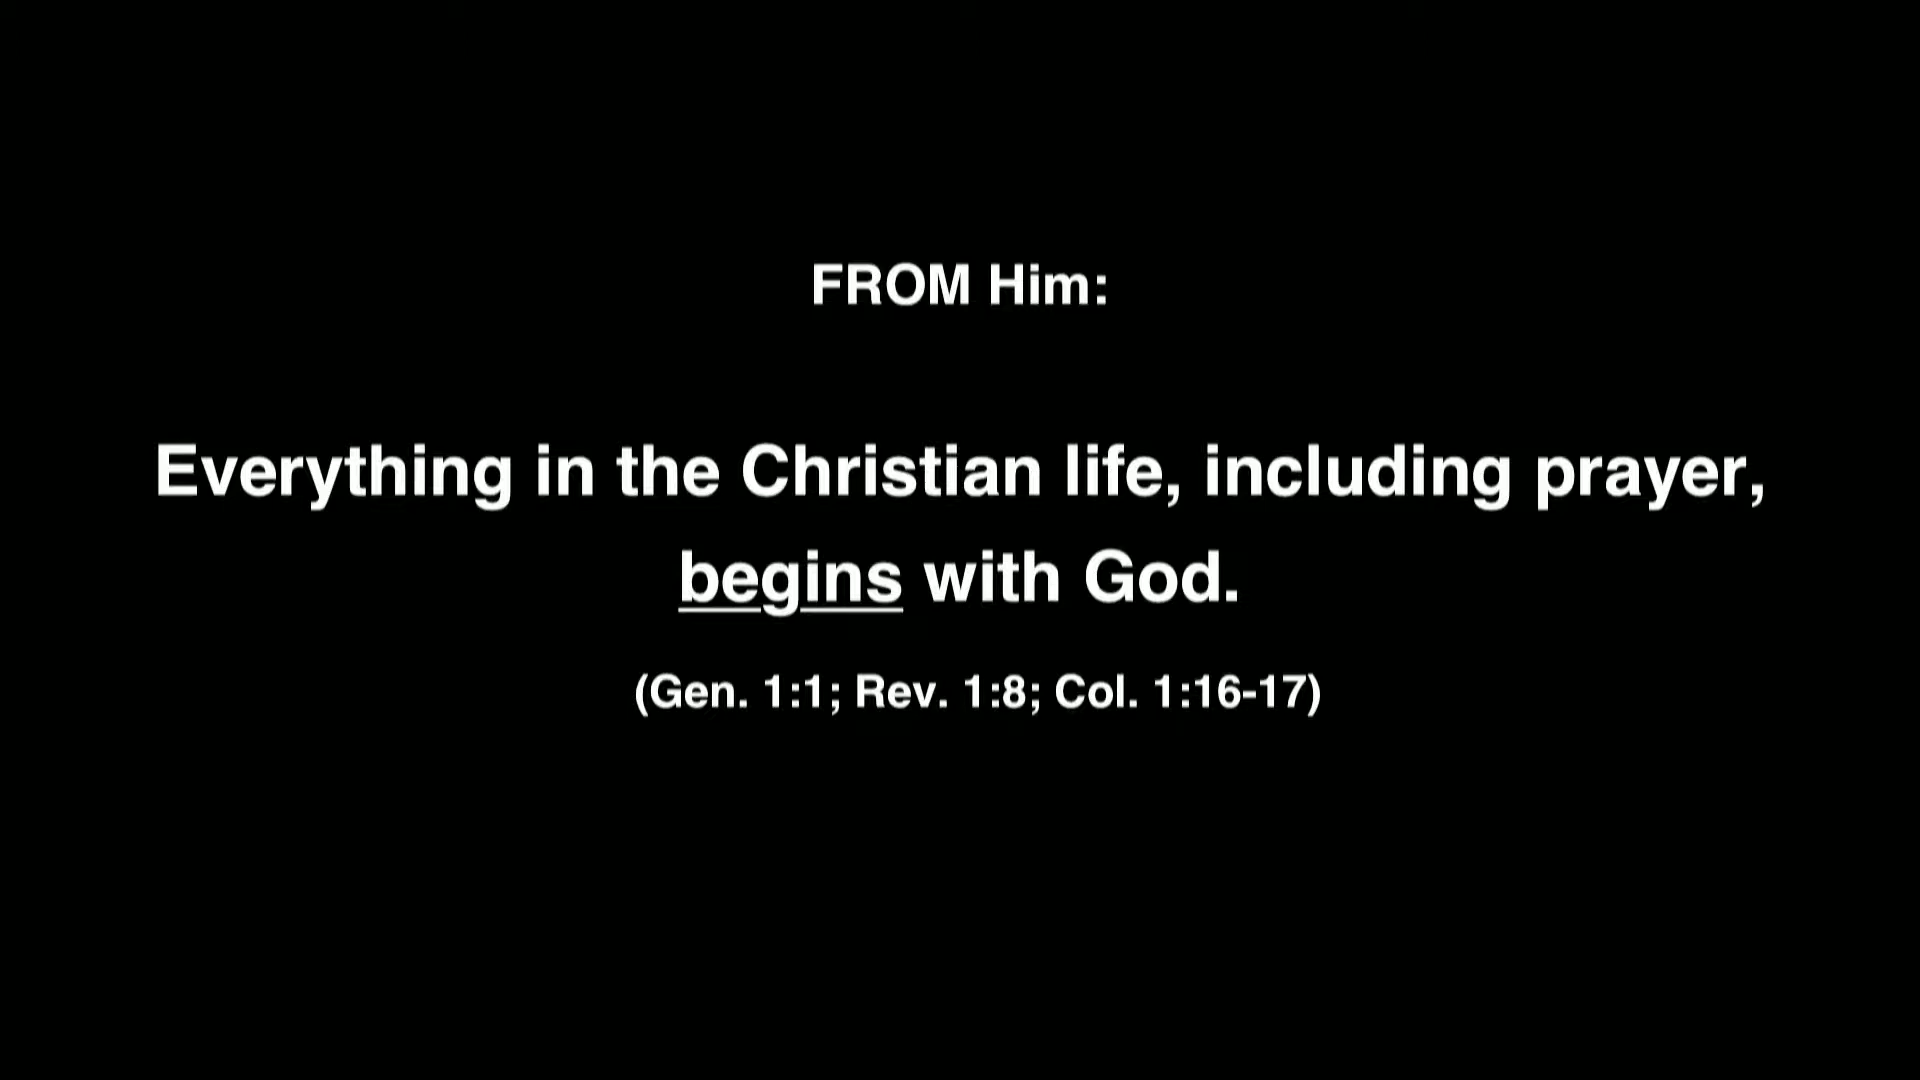 FROM Him:
Everything in the Christian life, including prayer,
begins with God.
(Gen. 1:1; Rev. 1:8; Col. 1:16-17)